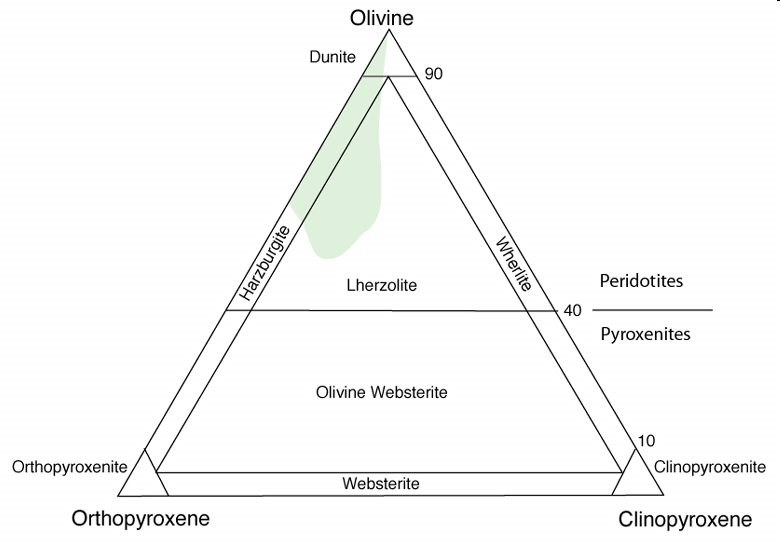 Olivine
Dunite
90
Harzburgite
Wherlite
Lherzolite
Peridotites
40
Pyroxenites
Olivine Websterite
10
Orthopyroxenite
Clinopyroxenite
Websterite
Orthopyroxene
Clinopyroxene